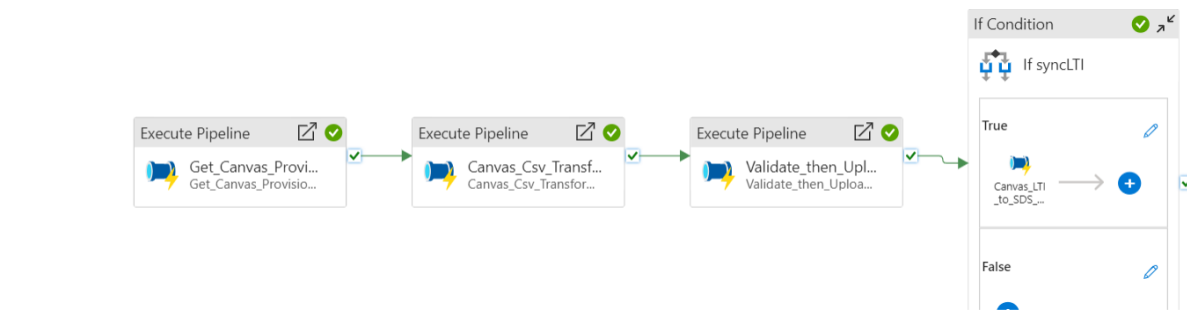 If Condition
If syncLTI
Execute Pipeline
Get_Canvas_Provi...
Get_Canvas_Provisio...
Execute Pipeline
Canvas_Csv_Transf...
Canvas_Csv_Transfor...
Execute Pipeline
Validate_then_Upl...
Validate_then_Uploa...
True
Canvas_LTI
_to_SDS_...
False